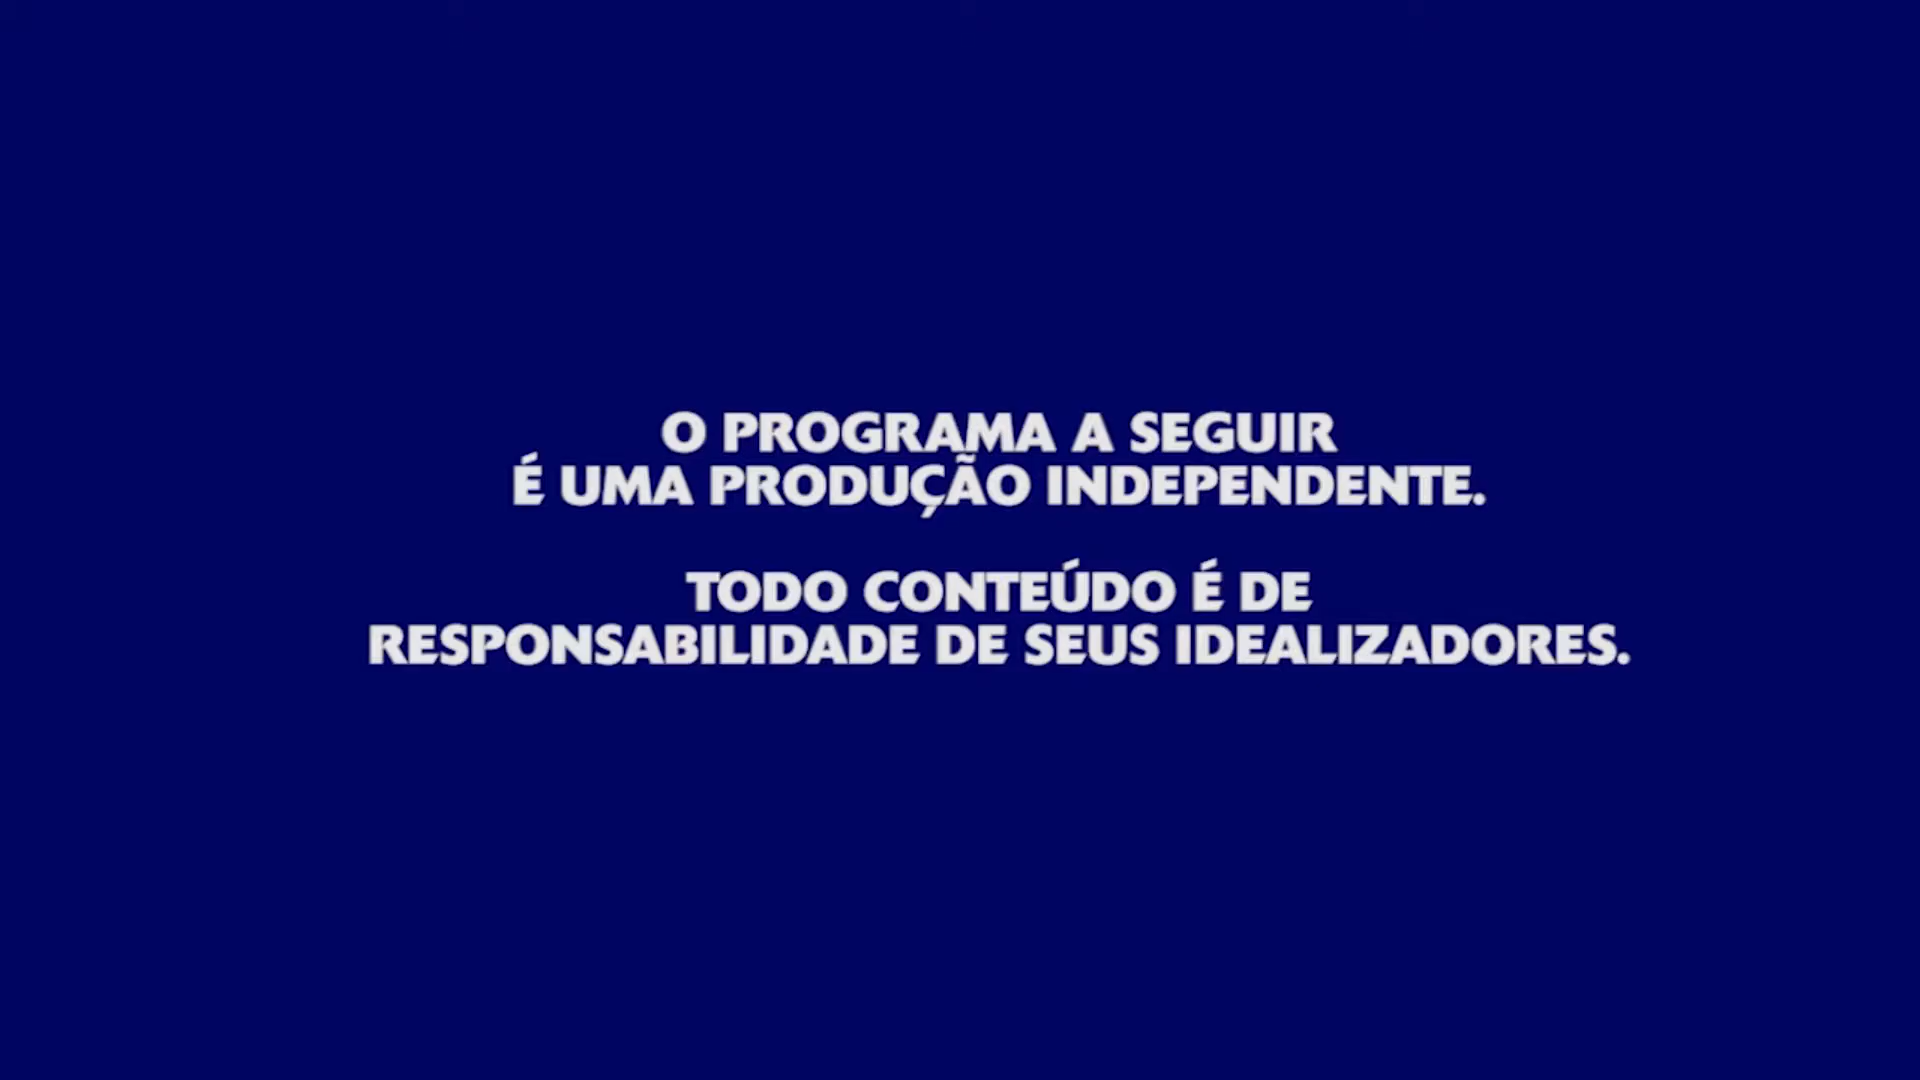 O PROGRAMA A SEGUIR
É UMA PRODUÇÃO INDEPENDENTE.
TODO CONTEÚDO É DE
RESPONSABILIDADE DE SEUS IDEALIZADORES.